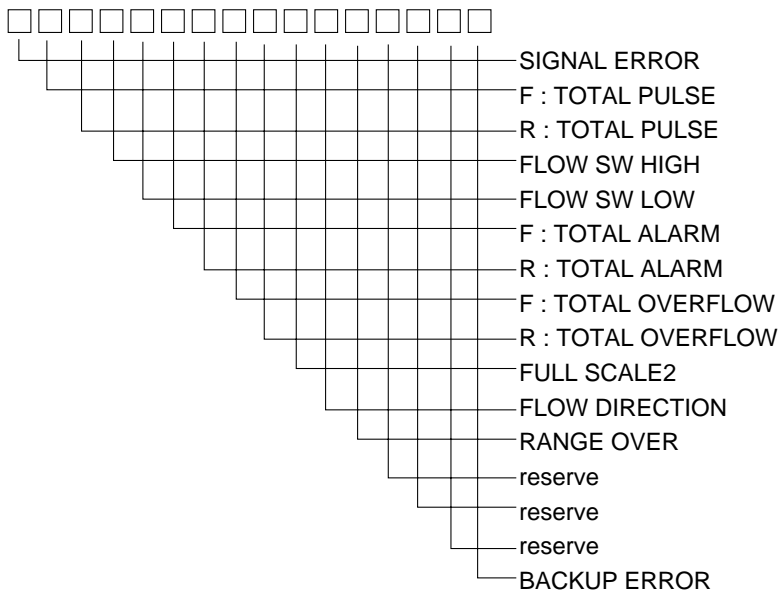 SIGNAL ERROR
F : TOTAL PULSE
R : TOTAL PULSE
FLOW SW HIGH
FLOW SW LOW
F : TOTAL ALARM
R : TOTAL ALARM
F : TOTAL OVERFLOW
R : TOTAL OVERFLOW
FULL SCALE2
FLOW DIRECTION
RANGE OVER
reserve
reserve
reserve
BACKUP ERROR